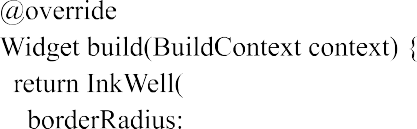 @override
Widget build(BuildContext context) {
  return InkWell(
    borderRadius: